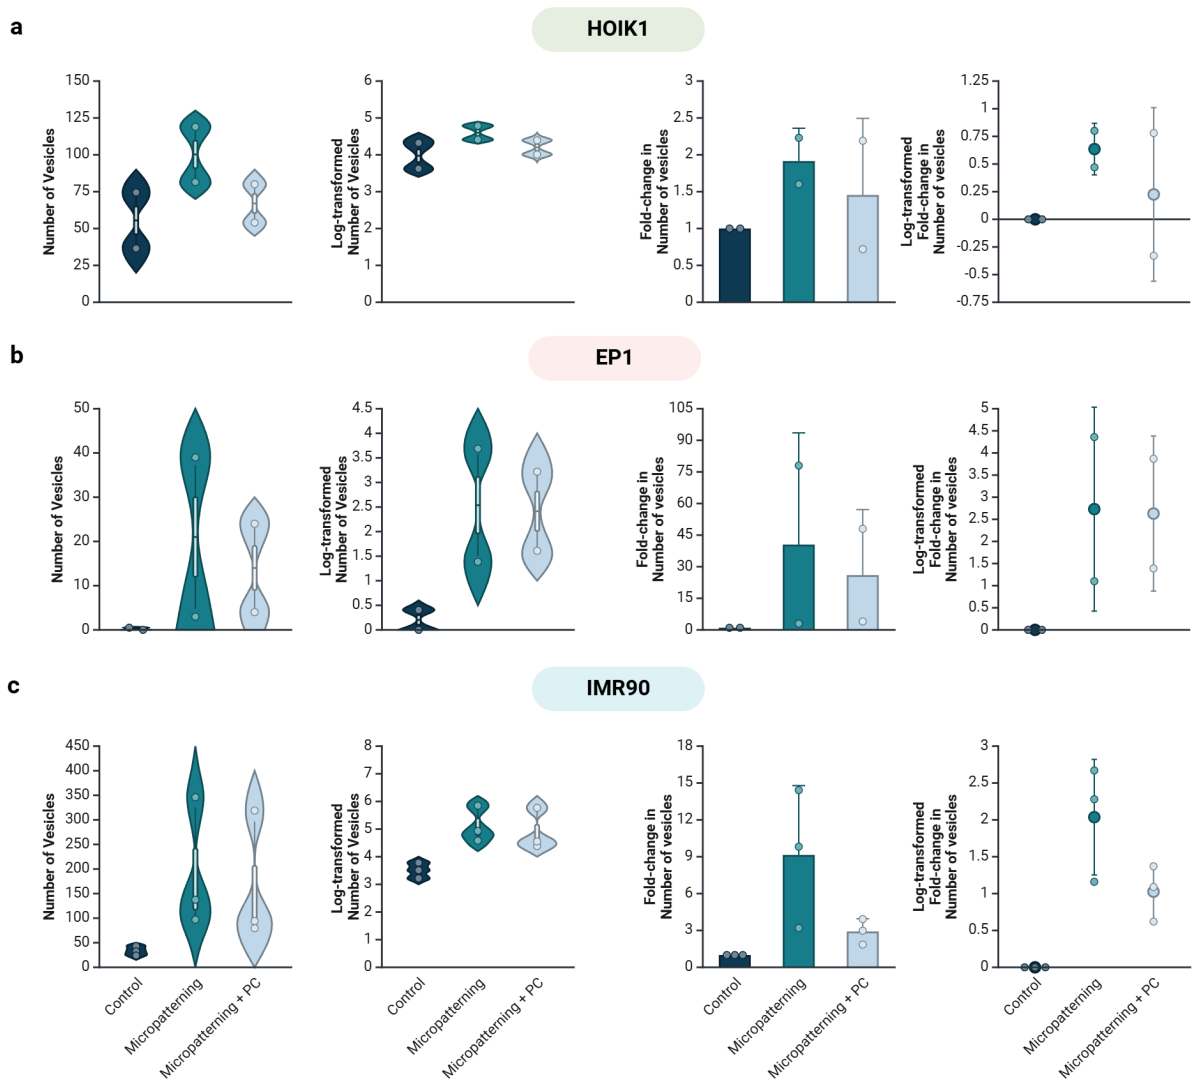 a
HOIK1
Number of Vesicles
150
125
100
75
50
25
0
Log-transformed
Number of Vesicles
6
5
4
3
2
1
0
Fold-change in
Number of vesicles
3
2.5
2
1.5
1
0.5
0
Log-transformed
Fold-change in
Number of vesicles
1.25
1
0.75
0.5
0.25
0
-0.25
-0.5
-0.75
b
EP1
Number of Vesicles
50
40
30
20
10
0
Log-transformed
Number of Vesicles
4.5
4
3.5
3
2.5
2
1.5
1
0.5
0
Fold-change in
Number of vesicles
105
90
75
60
45
30
15
0
Log-transformed
Fold-change in
Number of vesicles
5
4.5
4
3.5
3
2.5
2
1.5
1
0.5
0
c
IMR90
Number of Vesicles
450
400
350
300
250
200
150
100
50
0
Control
Micropatterning
Micropatterning + PC
Log-transformed
Number of Vesicles
8
7
6
5
4
3
2
1
0
Control
Micropatterning
Micropatterning + PC
Fold-change in
Number of vesicles
18
15
12
9
6
3
0
Control
Micropatterning
Micropatterning + PC
Log-transformed
Fold-change in
Number of vesicles
3
2.5
2
1.5
1
0.5
0
Control
Micropatterning
Micropatterning + PC